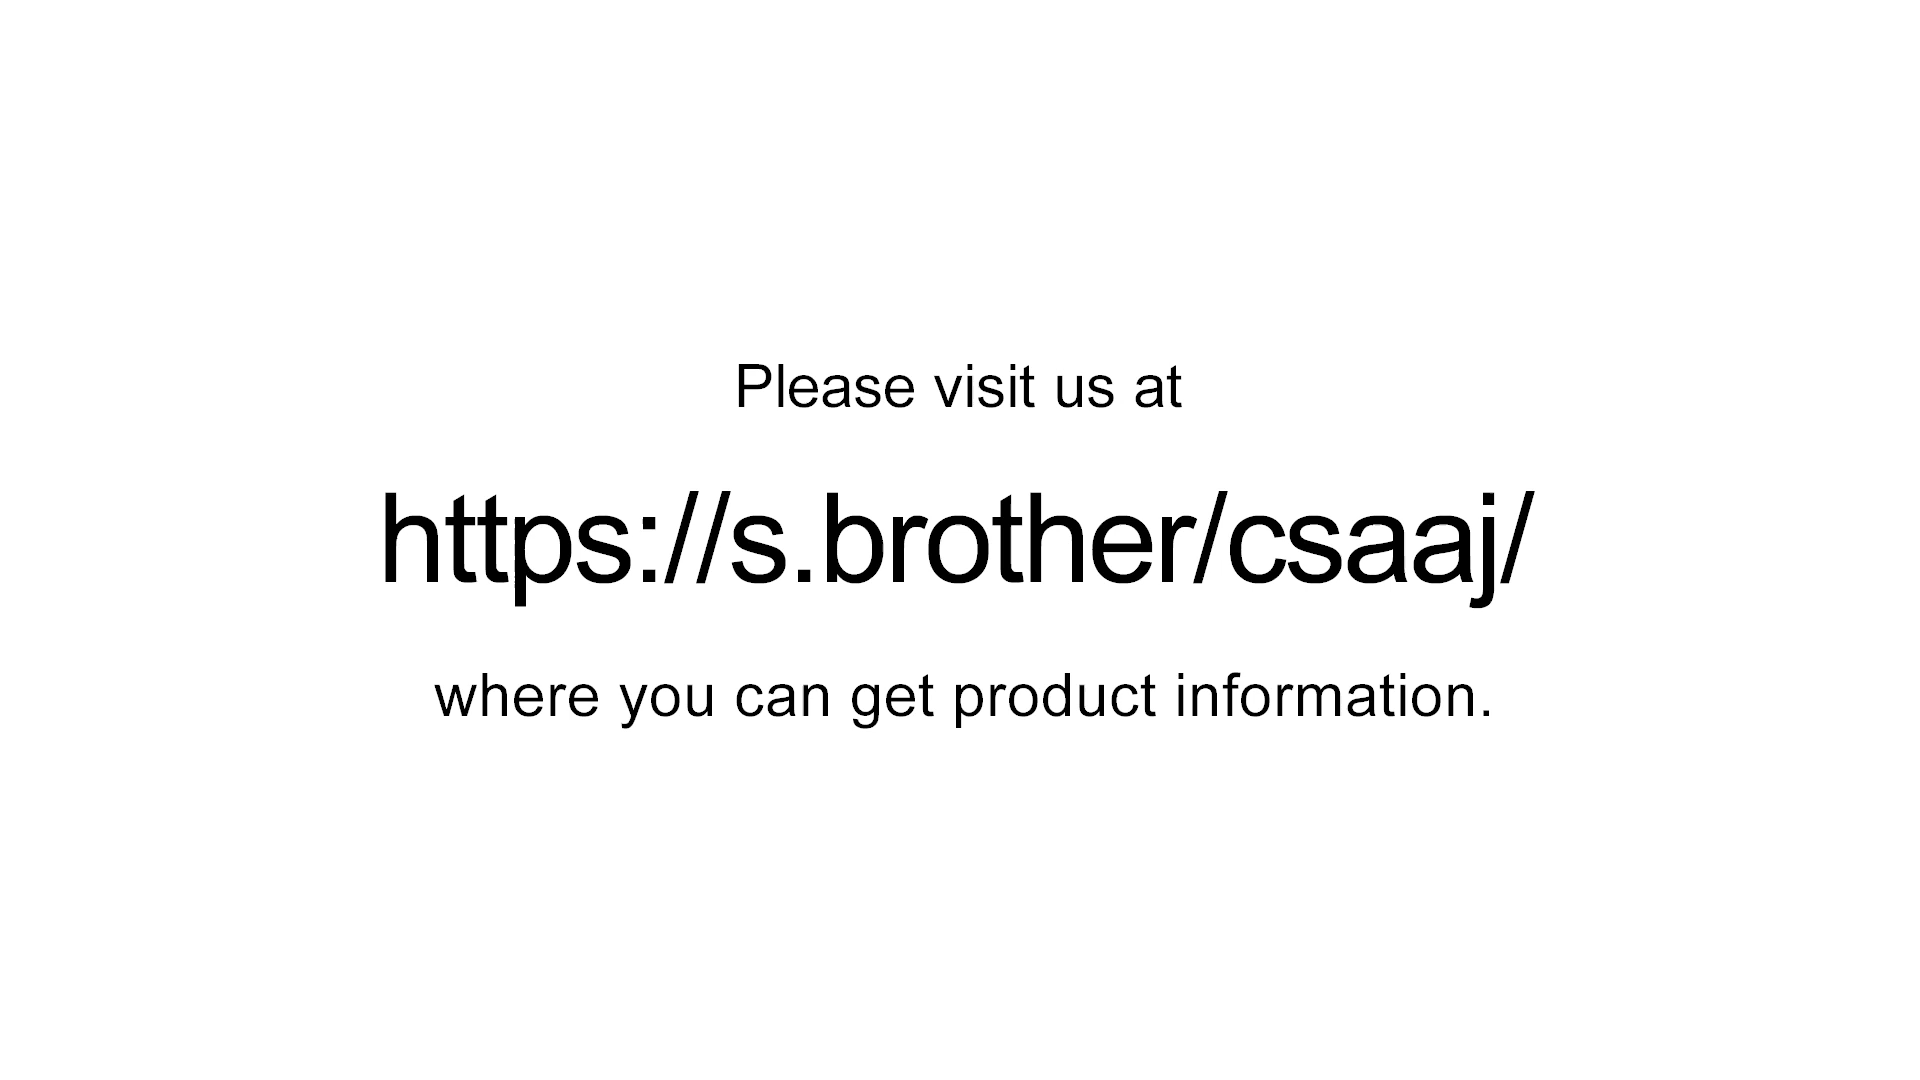 Please visit us at
https://s.brother/csaaj/
where you can get product information.